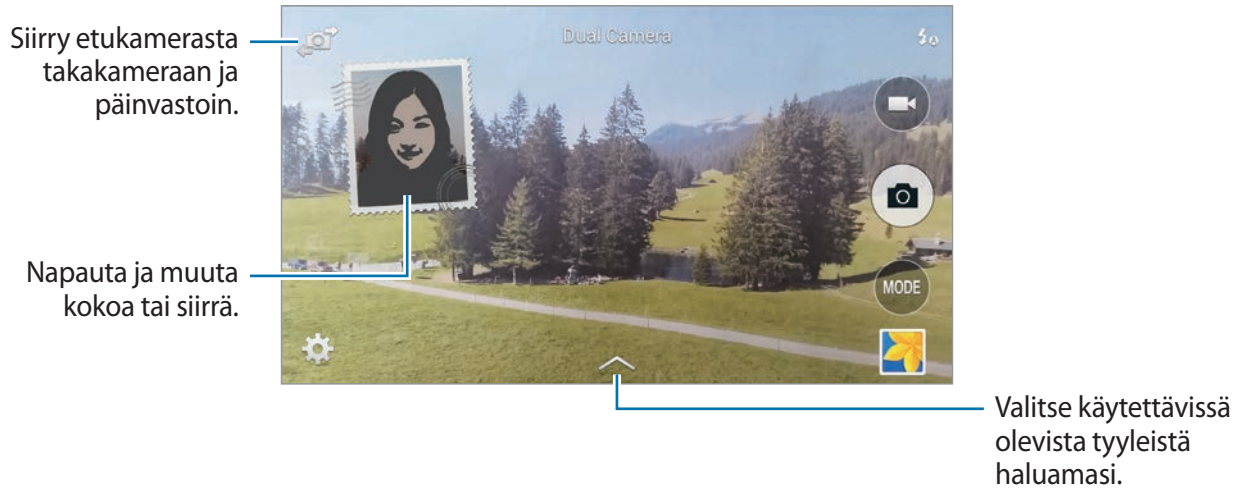 Siirry etukamerasta
takakameraan ja
päinvastoin.
Dual Camera
Napauta ja muuta
kokoa tai siirrä.
MODE
Valitse käytettävissä
olevista tyyleistä
haluamasi.